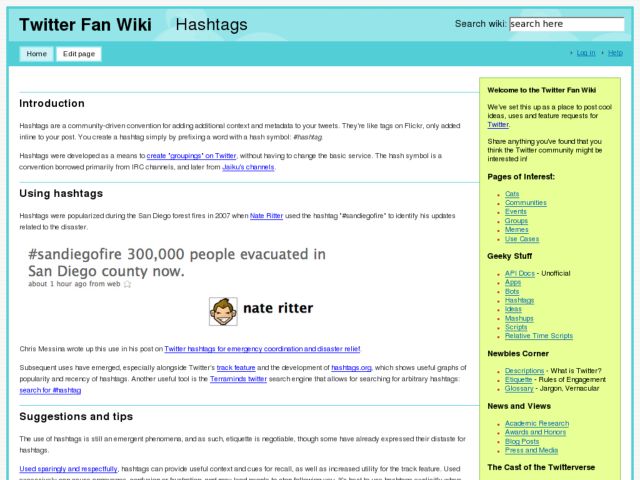 Twitter Fan Wiki Hashtags
Search wiki: search here
Home Edit page
Log in Help
Introduction
Hashtags are a community-driven convention for adding additional context and metadata to your tweets. They're like tags on Flickr, only added
inline to your post. You create a hashtag simply by prefixing a word with a hash symbol: #hashtag.
Hashtags were developed as a means to create "groupings" on Twitter, without having to change the basic service. The hash symbol is a
convention borrowed primarily from IRC channels, and later from Jaiku's channels.
Using hashtags
Hashtags were popularized during the San Diego forest fires in 2007 when Nate Ritter used the hashtag "#sandiegofire" to identify his updates
related to the disaster.
#sandiegofire 300,000 people evacuated in
San Diego county now.
about 1 hour ago from web
nate ritter
Chris Messina wrote up this use in his post on Twitter hashtags for emergency coordination and disaster relief.
Subsequent uses have emerged, especially alongside Twitter's track feature and the development of hashtags.org, which shows useful graphs of
popularity and recency of hashtags. Another useful tool is the Terraminds twitter search engine that allows for searching for arbitrary hashtags:
search for #hashtag
Suggestions and tips
The use of hashtags is still an emergent phenomena, and as such, etiquette is negotiable, though some have already expressed their distaste for
hashtags.
Used sparingly and respectfully, hashtags can provide useful context and cues for recall, as well as increased utility for the track feature. Used
Welcome to the Twitter Fan Wiki
We've set this up as a place to post cool
ideas, uses and feature requests for
Twitter.
Share anything you've found that you
think the Twitter community might be
interested in!
Pages of Interest:
Cats
Communities
Events
Groups
Memes
Use Cases
Geeky Stuff
API Docs - Unofficial
Apps
Bots
Hashtags
Ideas
Mashups
Scripts
Relative Time Scripts
Newbies Corner
Descriptions - What is Twitter?
Etiquette - Rules of Engagement
Glossary - Jargon, Vernacular
News and Views
Academic Research
Awards and Honors
Blog Posts
Press and Media
The Cast of the Twitterverse